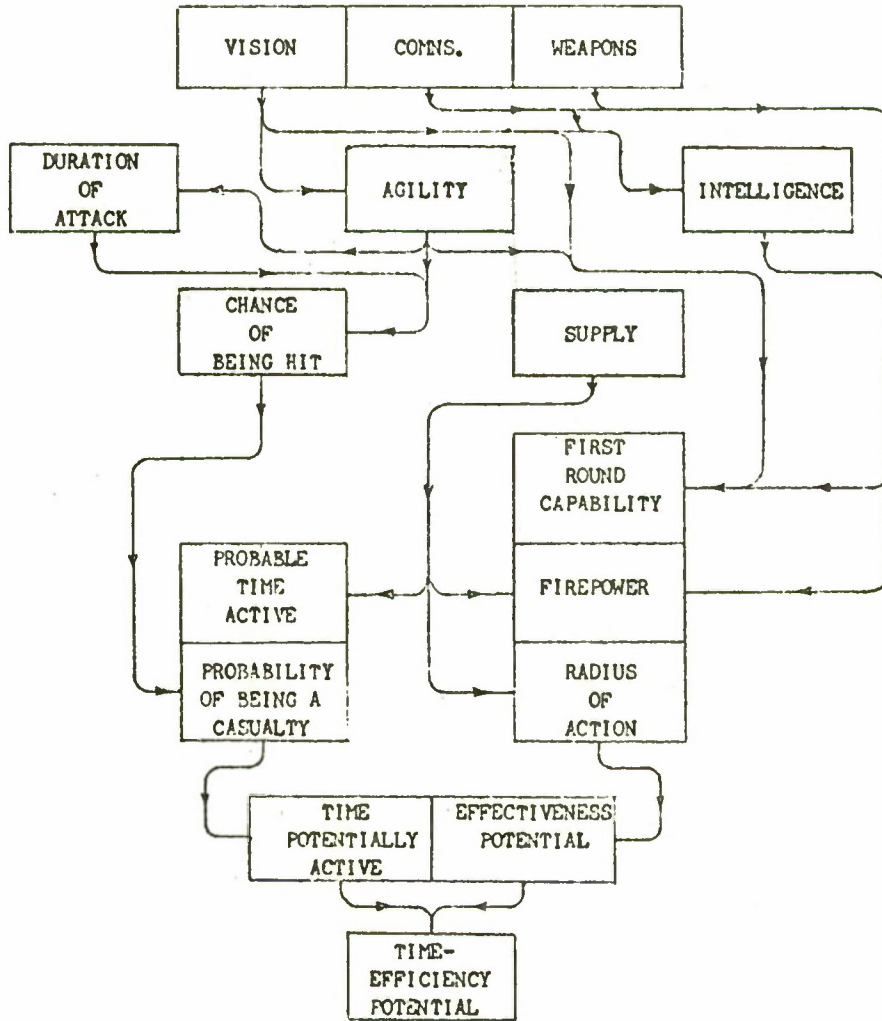 VISION
COMNS.
WEAPONS
DURATION
OF
ATTACK
AGILITY
INTELLIGENCE
CHANCE
OF
BEING HIT
SUPPLY
FIRST
ROUND
CAPABILITY
PROBABLE
TIME
ACTIVE
FIREPOWER
PROBABILITY
OF BEING A
CASUALTY
RADIUS
OF
ACTION
TIME
POTENTIALLY
ACTIVE
EFFECTIVENESS
POTENTIAL
TIME-
EFFICIENCY
POTENTIAL